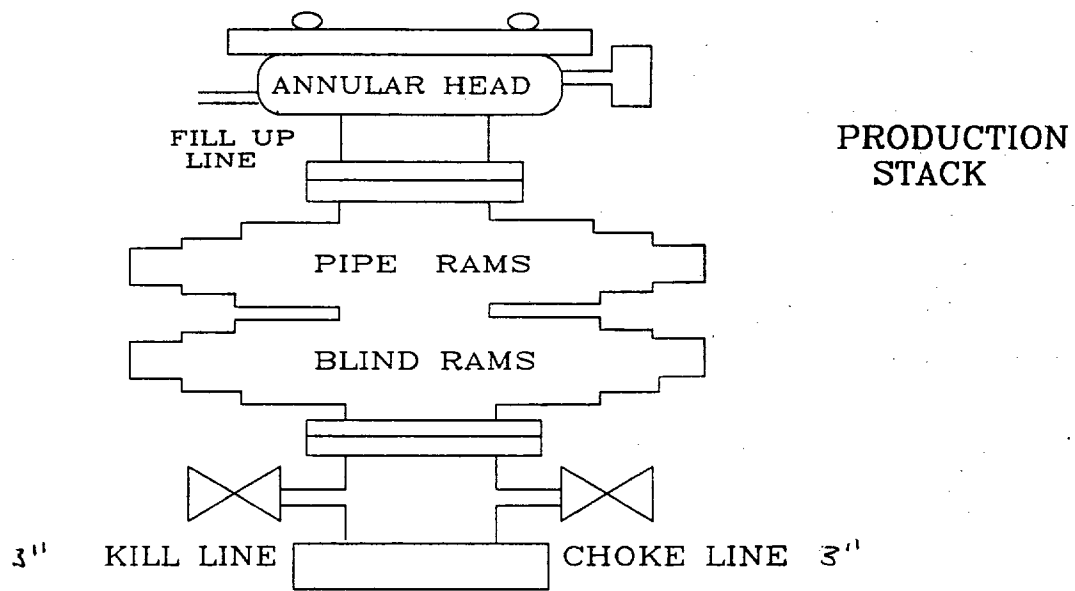 ANNULAR HEAD
FILL UP
LINE
PRODUCTION
STACK
PIPE RAMS
BLIND RAMS
3" KILL LINE
CHOKE LINE 3"